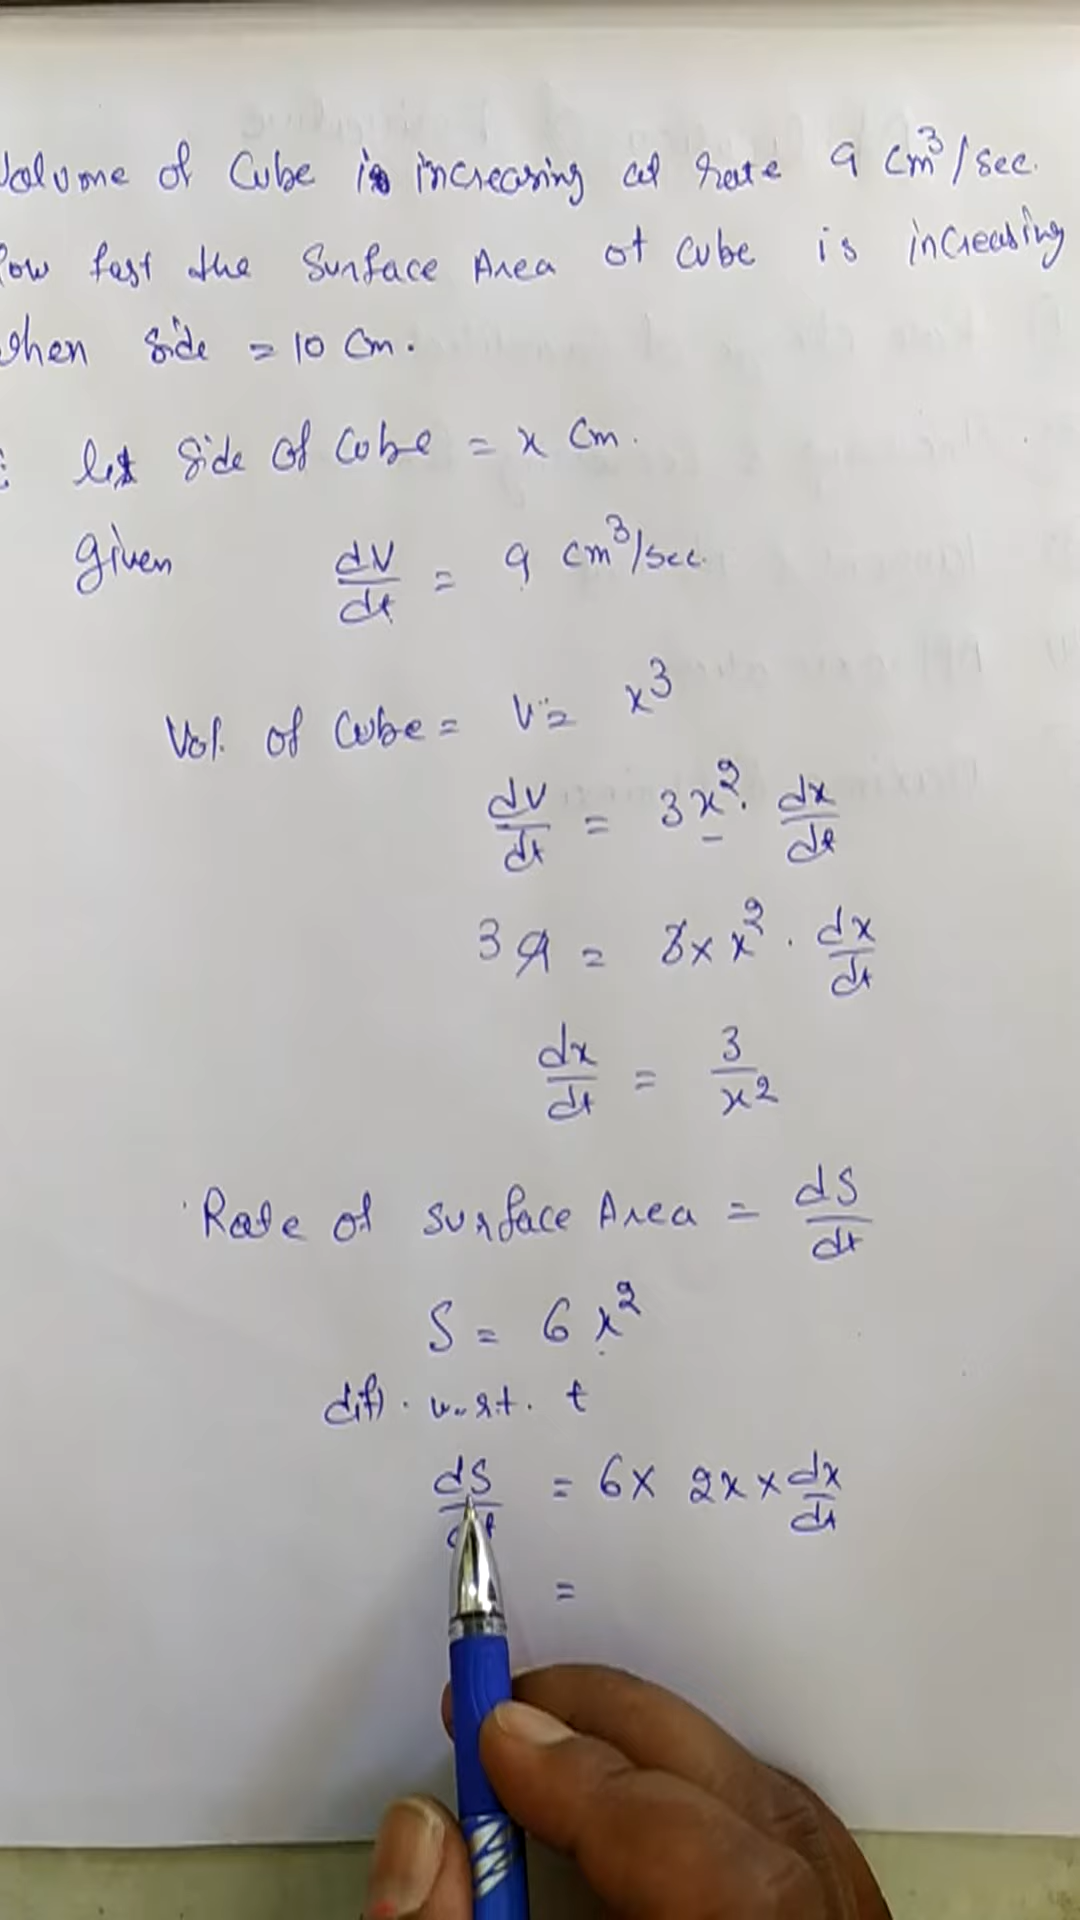 Volume of Cube is increasing at rate 9 cm³/sec.
How fast the Surface Area of cube is increasing
when side = 10 Cm.
: let side of Cube = x Cm.
given dV/dt = 9 cm³/sec.
Vol. of Cube = V = x³
dV/dt = 3x². dx/dt
3 9 = 3 × x² . dx/dt
dx/dt = 3/x²
Rate of surface Area = dS/dt
S = 6x²
diff. w.r.t. t
dS/dt = 6 × 2x × dx/dt
=